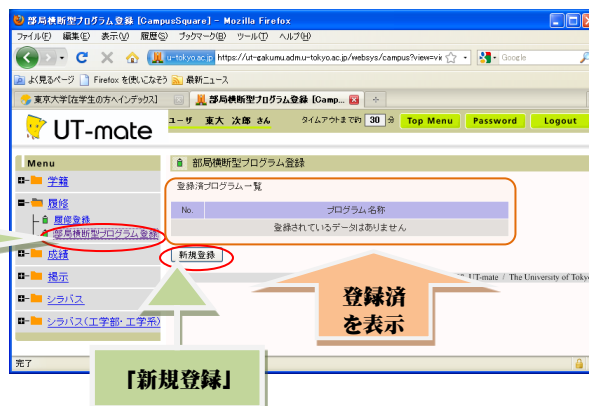 部局横断型プログラム登録 [CampusSquare] - Mozilla Firefox
ファイル(F) 編集(E) 表示(V) 履歴(S) ブックマーク(B) ツール(T) ヘルプ(H)
u-tokyo.ac.jp https://ut-gakumu.adm.u-tokyo.ac.jp/websys/campus?view=vie
Google
よく見るページ Firefox を使いこなそう 最新ニュース
東京大学[在学生の方へインデックス] 部局横断型プログラム登録 [Camp...
UT-mate
ユーザ 東大 次郎 さん タイムアウトまで約 30 分 Top Menu Password Logout
Menu
部局横断型プログラム登録
学籍
登録済プログラム一覧
履修
No. プログラム名称
履修登録
登録されているデータはありません
部局横断型プログラム登録
新規登録
成績
掲示
UT-mate / The University of Tokyo
シラバス
シラバス(工学部・工学系)
登録済
を表示
完了
「新規登録」